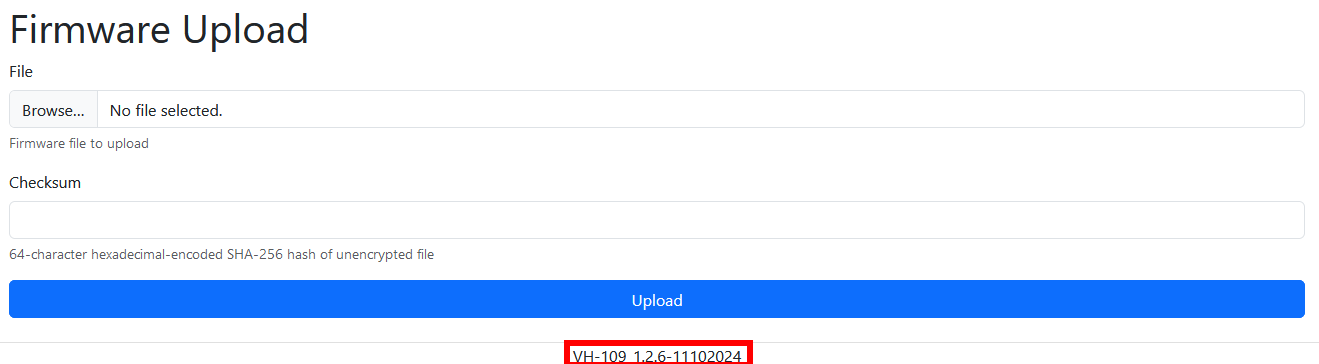 Firmware Upload
File
Browse... No file selected.
Firmware file to upload
Checksum
64-character hexadecimal-encoded SHA-256 hash of unencrypted file
Upload
VH-109_1.2.6-11102024